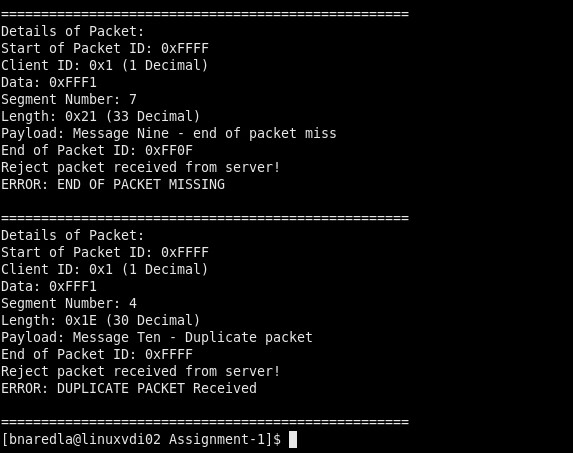 ===================================================
Details of Packet:
Start of Packet ID: 0xFFFF
Client ID: 0x1 (1 Decimal)
Data: 0xFFF1
Segment Number: 7
Length: 0x21 (33 Decimal)
Payload: Message Nine - end of packet miss
End of Packet ID: 0xFF0F
Reject packet received from server!
ERROR: END OF PACKET MISSING
===================================================
Details of Packet:
Start of Packet ID: 0xFFFF
Client ID: 0x1 (1 Decimal)
Data: 0xFFF1
Segment Number: 4
Length: 0x1E (30 Decimal)
Payload: Message Ten - Duplicate packet
End of Packet ID: 0xFFFF
Reject packet received from server!
ERROR: DUPLICATE PACKET Received
===================================================
[bnaredla@linuxvdi02 Assignment-1]$